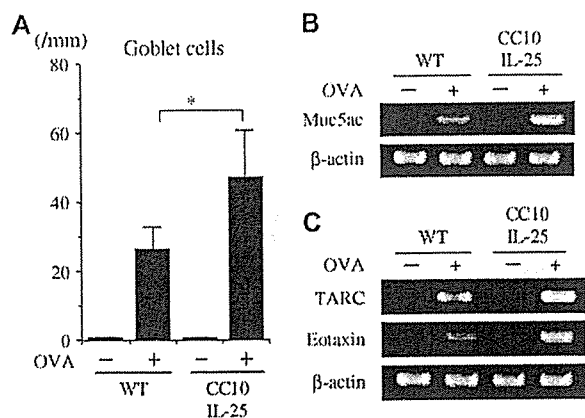 A
(/mm)
Goblet cells
80
60
40
20
0
*
OVA − + − +
WT CC10
IL-25
B
CC10
WT IL-25
OVA − + − +
Muc5ac
β-actin
C
CC10
WT IL-25
OVA − + − +
TARC
Eotaxin
β-actin